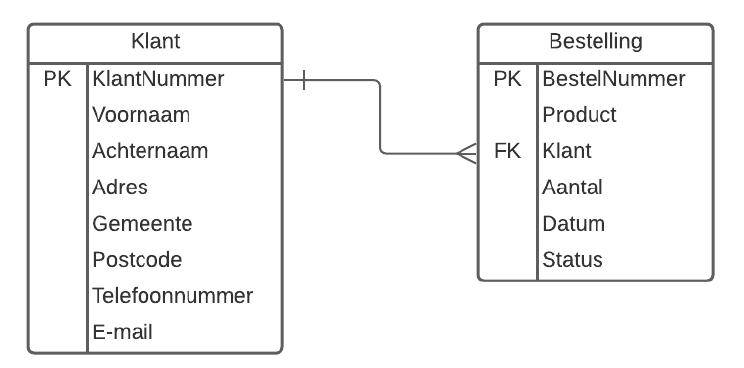 Klant
PK KlantNummer
Voornaam
Achternaam
Adres
Gemeente
Postcode
Telefoonnummer
E-mail
Bestelling
PK BestelNummer
Product
FK Klant
Aantal
Datum
Status